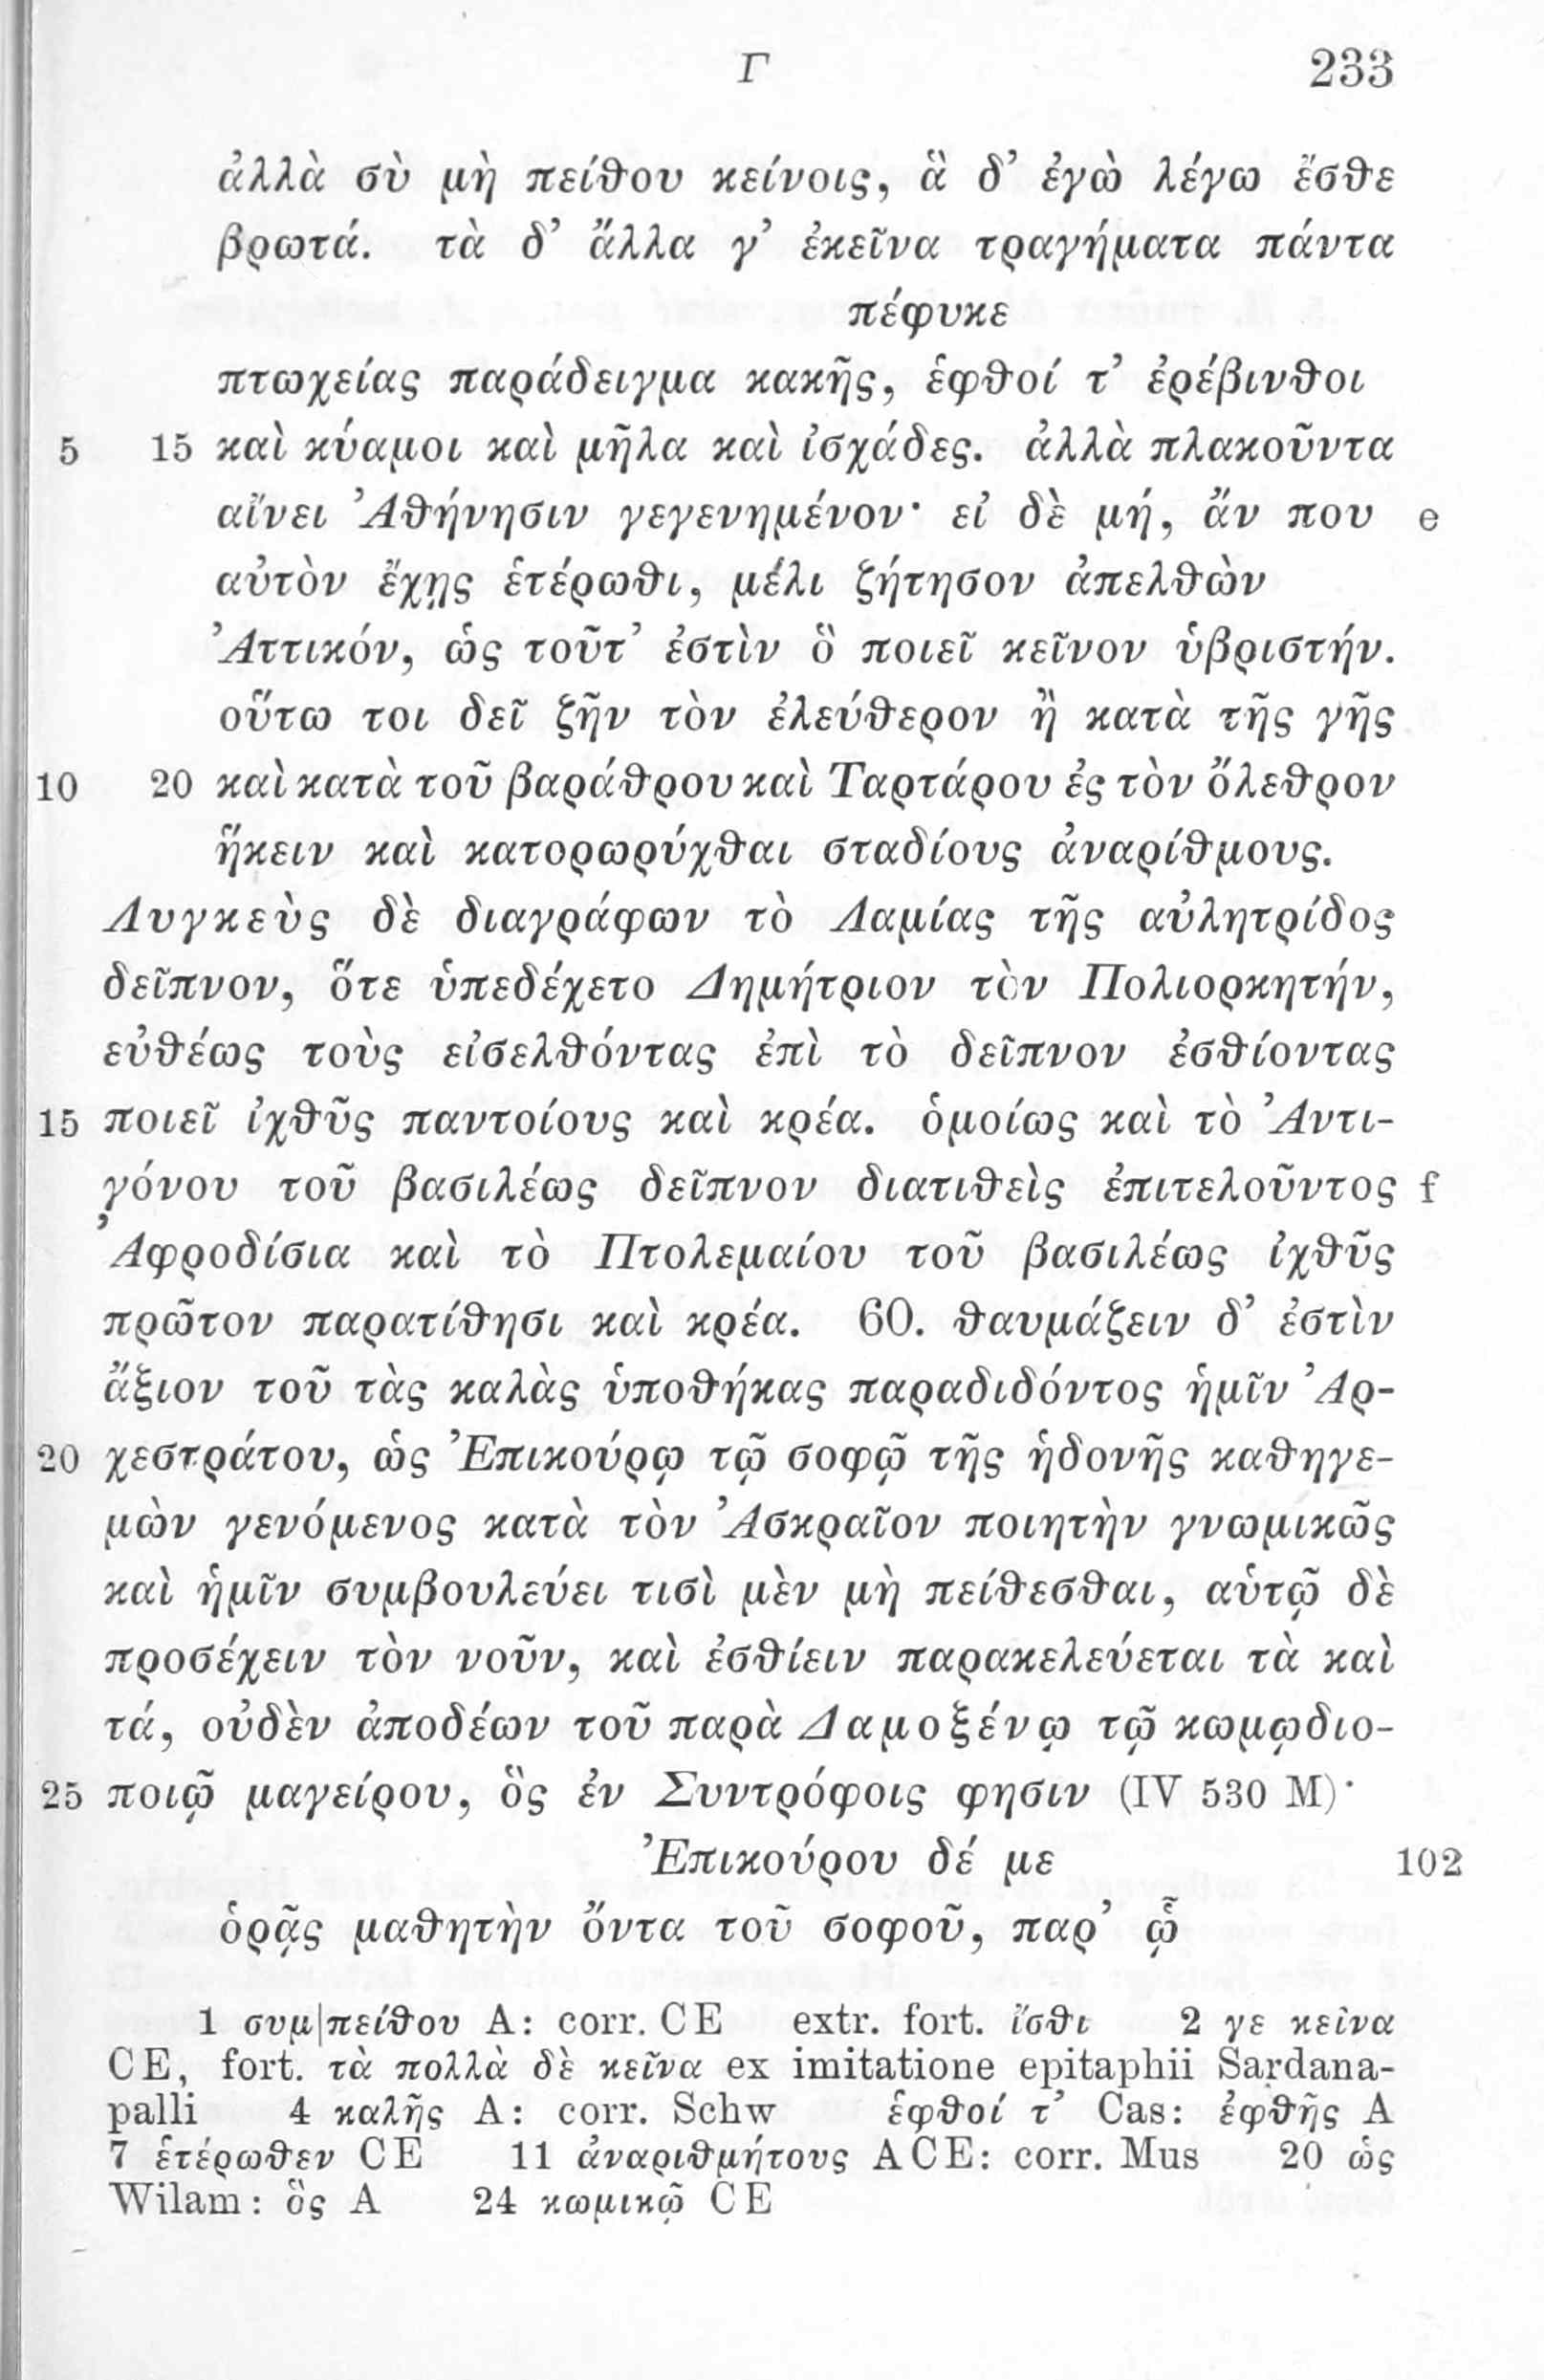 Γ 233
ἀλλὰ σὺ μὴ πείθου κείνοις, ἃ δ’ ἐγὼ λέγω ἔσθε
βρωτά. τὰ δ’ ἄλλα γ’ ἐκεῖνα τραγήματα πάντα
πέφυκε
πτωχείας παράδειγμα κακῆς, ἑφθοί τ’ ἐρέβινθοι
5 15 καὶ κύαμοι καὶ μῆλα καὶ ἰσχάδες. ἀλλὰ πλακοῦντα
αἴνει Ἀθήνησιν γεγενημένον· εἰ δὲ μή, ἄν που e
αὐτὸν ἔχῃς ἑτέρωθι, μέλι ζήτησον ἀπελθὼν
Ἀττικόν, ὡς τοῦτ’ ἐστὶν ὃ ποιεῖ κεῖνον ὑβριστήν.
οὕτω τοι δεῖ ζῆν τὸν ἐλεύθερον ἢ κατὰ τῆς γῆς
10 20 καὶ κατὰ τοῦ βαράθρου καὶ Ταρτάρου ἐς τὸν ὄλεθρον
ἥκειν καὶ κατορωρύχθαι σταδίους ἀναρίθμους.
Λυγκεὺς δὲ διαγράφων τὸ Λαμίας τῆς αὐλητρίδος
δεῖπνον, ὅτε ὑπεδέχετο Δημήτριον τὸν Πολιορκητήν,
εὐθέως τοὺς εἰσελθόντας ἐπὶ τὸ δεῖπνον ἐσθίοντας
15 ποιεῖ ἰχθῦς παντοίους καὶ κρέα. ὁμοίως καὶ τὸ Ἀντι-
γόνου τοῦ βασιλέως δεῖπνον διατιθεὶς ἐπιτελοῦντος f
Ἀφροδίσια καὶ τὸ Πτολεμαίου τοῦ βασιλέως ἰχθῦς
πρῶτον παρατίθησι καὶ κρέα. 60. θαυμάζειν δ’ ἐστὶν
ἄξιον τοῦ τὰς καλὰς ὑποθήκας παραδιδόντος ἡμῖν Ἀρ-
20 χεστράτου, ὡς Ἐπικούρῳ τῷ σοφῷ τῆς ἡδονῆς καθηγε-
μὼν γενόμενος κατὰ τὸν Ἀσκραῖον ποιητὴν γνωμικῶς
καὶ ἡμῖν συμβουλεύει τισὶ μὲν μὴ πείθεσθαι, αὑτῷ δὲ
προσέχειν τὸν νοῦν, καὶ ἐσθίειν παρακελεύεται τὰ καὶ
τά, οὐδὲν ἀποδέων τοῦ παρὰ Δαμοξένῳ τῷ κωμῳδιο-
25 ποιῷ μαγείρου, ὃς ἐν Συντρόφοις φησιν (IV 530 M)·
Ἐπικούρου δέ με 102
ὁρᾷς μαθητὴν ὄντα τοῦ σοφοῦ, παρ’ ᾧ
1 συμ|πείθου A: corr. CE extr. fort. ἴσθι 2 γε κεῖνα
CE, fort. τὰ πολλὰ δὲ κεῖνα ex imitatione epitaphii Sardana-
palli 4 καλῆς A: corr. Schw ἑφθοί τ’ Cas: ἑφθῆς A
7 ἑτέρωθεν CE 11 ἀναριθμήτους ACE: corr. Mus 20 ὡς
Wilam: ὃς A 24 κωμικῷ CE